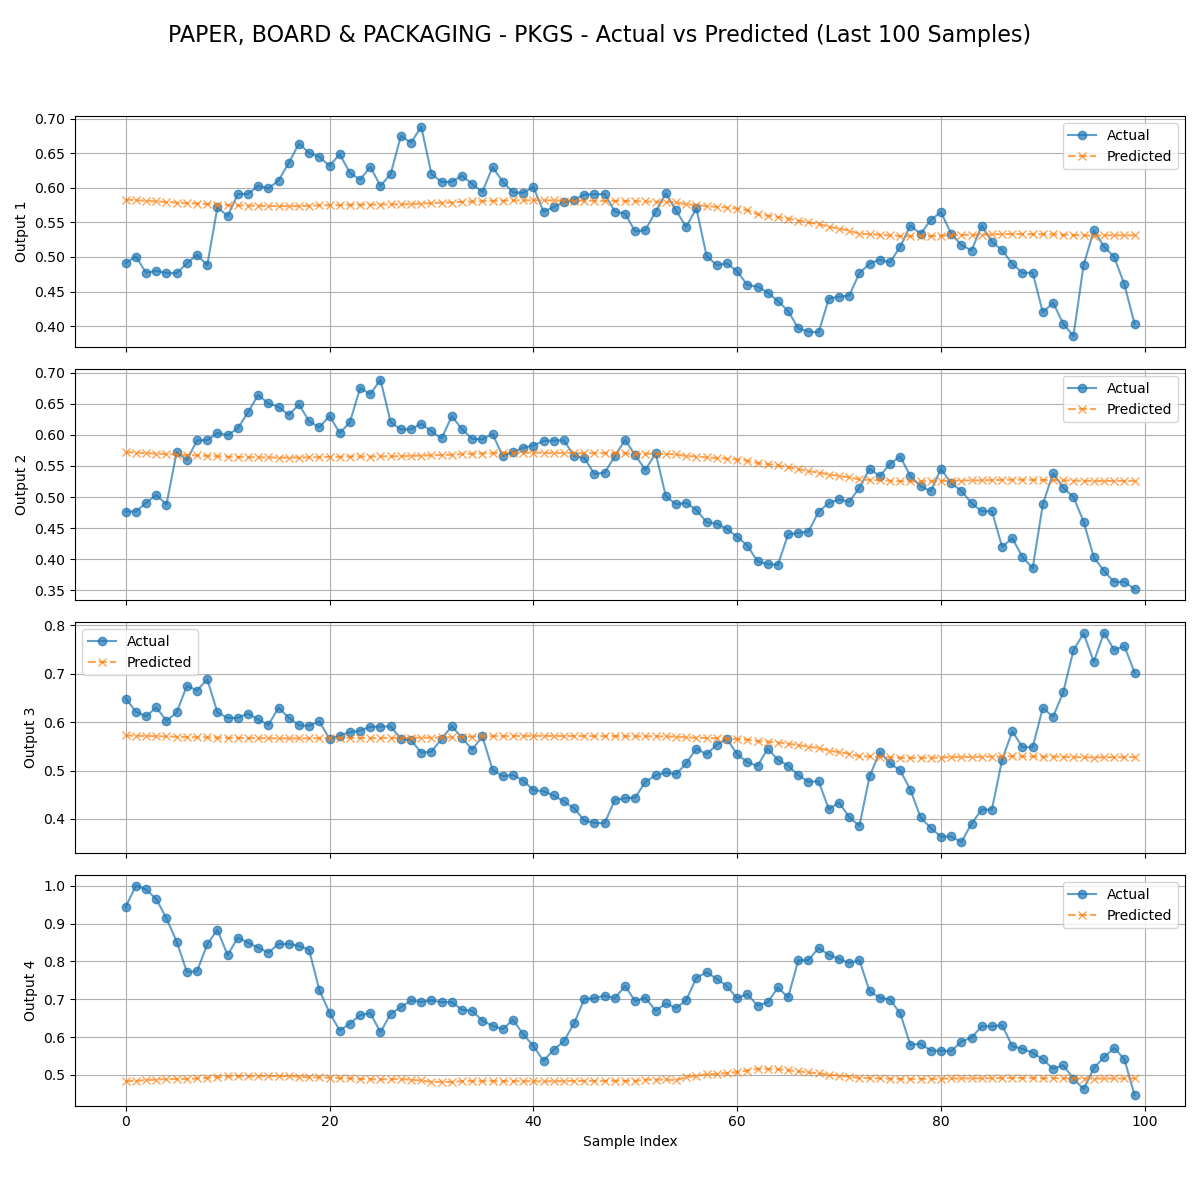 PAPER, BOARD & PACKAGING - PKGS - Actual vs Predicted (Last 100 Samples)
Output 1
0.70
0.65
0.60
0.55
0.50
0.45
0.40
Actual
Predicted
Output 2
0.70
0.65
0.60
0.55
0.50
0.45
0.40
0.35
Actual
Predicted
Output 3
0.8
0.7
0.6
0.5
0.4
Actual
Predicted
Output 4
1.0
0.9
0.8
0.7
0.6
0.5
Actual
Predicted
0 20 40 60 80 100
Sample Index